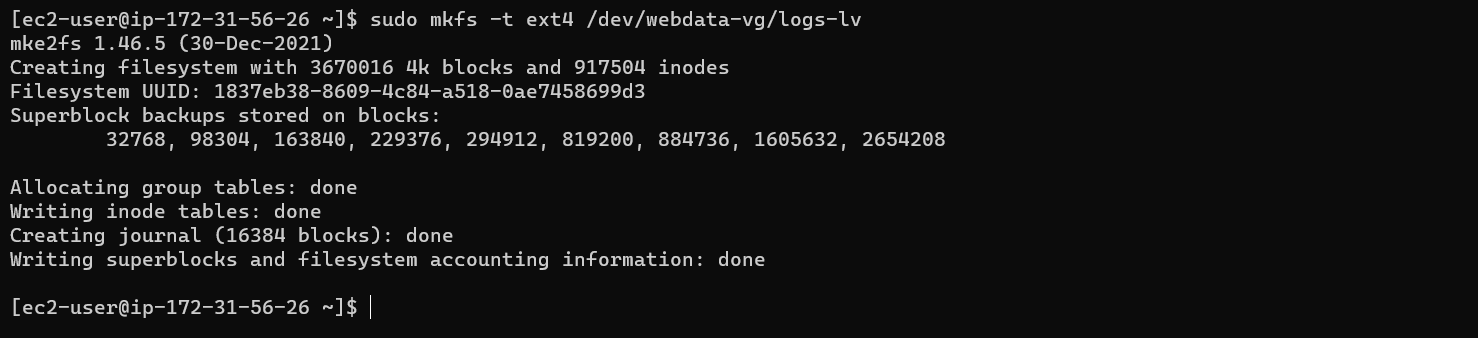 [ec2-user@ip-172-31-56-26 ~]$ sudo mkfs -t ext4 /dev/webdata-vg/logs-lv
mke2fs 1.46.5 (30-Dec-2021)
Creating filesystem with 3670016 4k blocks and 917504 inodes
Filesystem UUID: 1837eb38-8609-4c84-a518-0ae7458699d3
Superblock backups stored on blocks:
        32768, 98304, 163840, 229376, 294912, 819200, 884736, 1605632, 2654208

Allocating group tables: done
Writing inode tables: done
Creating journal (16384 blocks): done
Writing superblocks and filesystem accounting information: done

[ec2-user@ip-172-31-56-26 ~]$